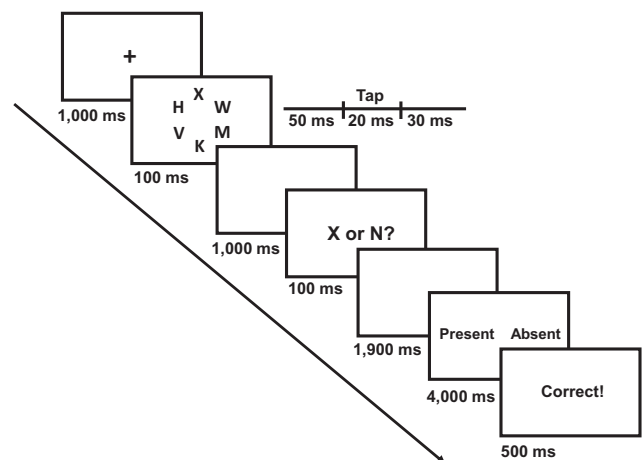 +
1,000 ms
X
H W
V M
K
100 ms
Tap
50 ms 20 ms 30 ms
1,000 ms
X or N?
100 ms
1,900 ms
Present Absent
4,000 ms
Correct!
500 ms